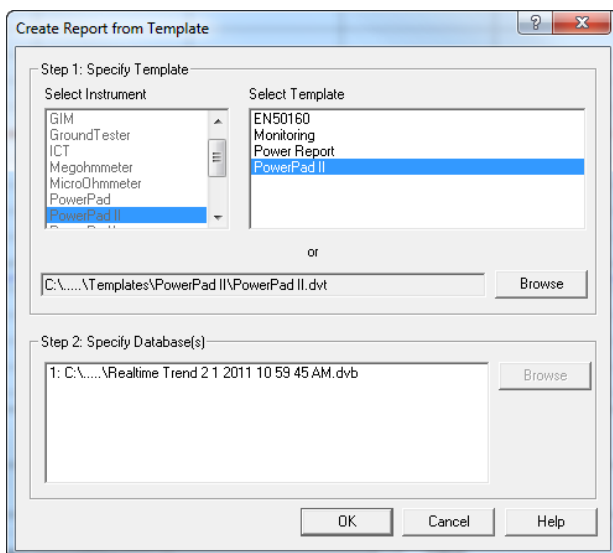 Create Report from Template
Step 1: Specify Template
Select Instrument
Select Template
GIM
GroundTester
ICT
Megohmmeter
MicroOhmmeter
PowerPad
PowerPad II
EN50160
Monitoring
Power Report
PowerPad II
or
C:\.....\Templates\PowerPad II\PowerPad II.dvt
Browse
Step 2: Specify Database(s)
1: C:\.....\Realtime Trend 2 1 2011 10 59 45 AM.dvb
Browse
OK
Cancel
Help